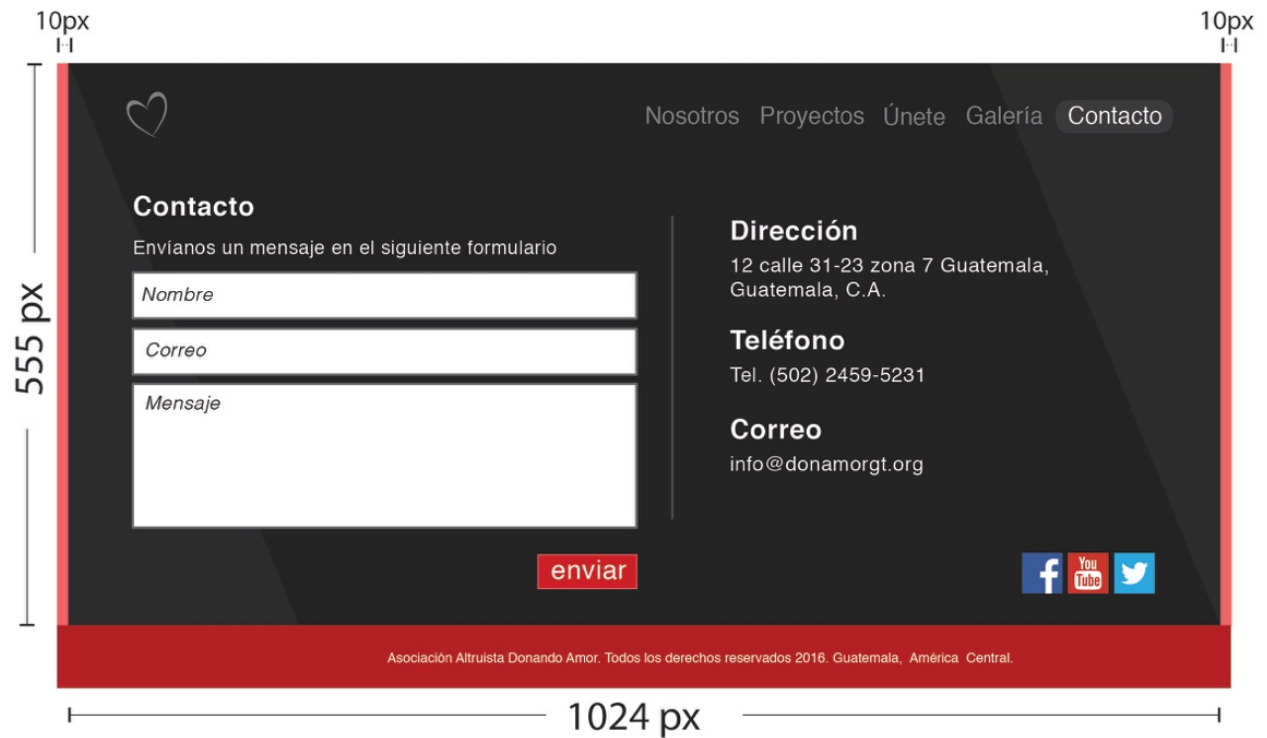 10px
10px
555 px
Nosotros Proyectos Únete Galería Contacto
Contacto
Envíanos un mensaje en el siguiente formulario
Nombre
Correo
Mensaje
enviar
Dirección
12 calle 31-23 zona 7 Guatemala,
Guatemala, C.A.
Teléfono
Tel. (502) 2459-5231
Correo
info@donamorgt.org
f
You
Tube
Asociación Altruista Donando Amor. Todos los derechos reservados 2016. Guatemala, América Central.
1024 px